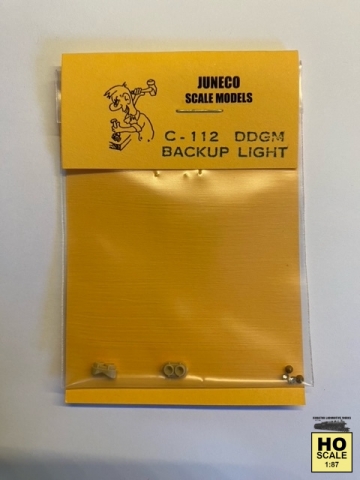 JUNECO
SCALE MODELS
C-112 DDGM
BACKUP LIGHT
HO
SCALE
1:87